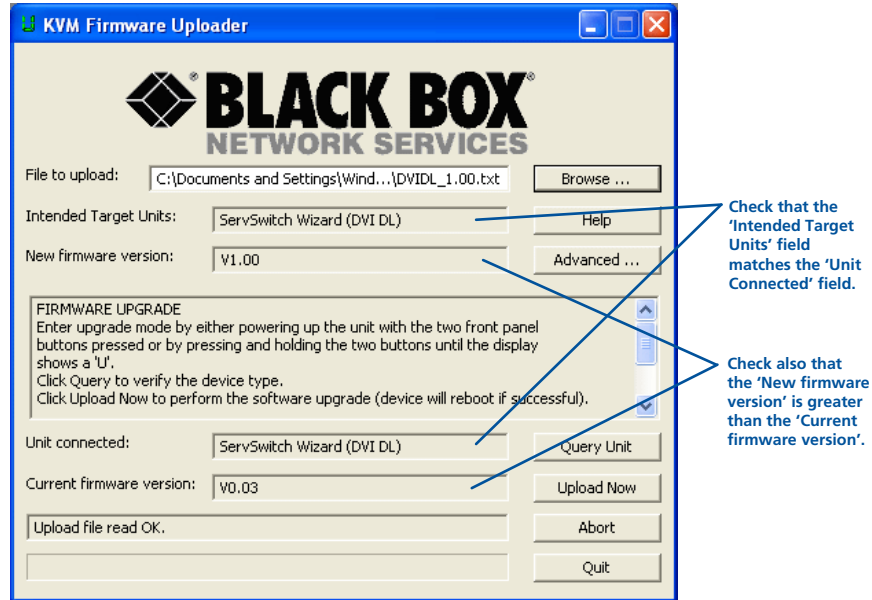 KVM Firmware Uploader
BLACK BOX®
NETWORK SERVICES
File to upload:
C:\Documents and Settings\Wind...\DVIDL_1.00.txt
Browse ...
Intended Target Units:
ServSwitch Wizard (DVI DL)
Help
New firmware version:
V1.00
Advanced ...
FIRMWARE UPGRADE
Enter upgrade mode by either powering up the unit with the two front panel
buttons pressed or by pressing and holding the two buttons until the display
shows a 'U'.
Click Query to verify the device type.
Click Upload Now to perform the software upgrade (device will reboot if successful).
Unit connected:
ServSwitch Wizard (DVI DL)
Query Unit
Current firmware version:
V0.03
Upload Now
Upload file read OK.
Abort
Quit
Check that the
‘Intended Target
Units’ field
matches the ‘Unit
Connected’ field.
Check also that
the ‘New firmware
version’ is greater
than the ‘Current
firmware version’.